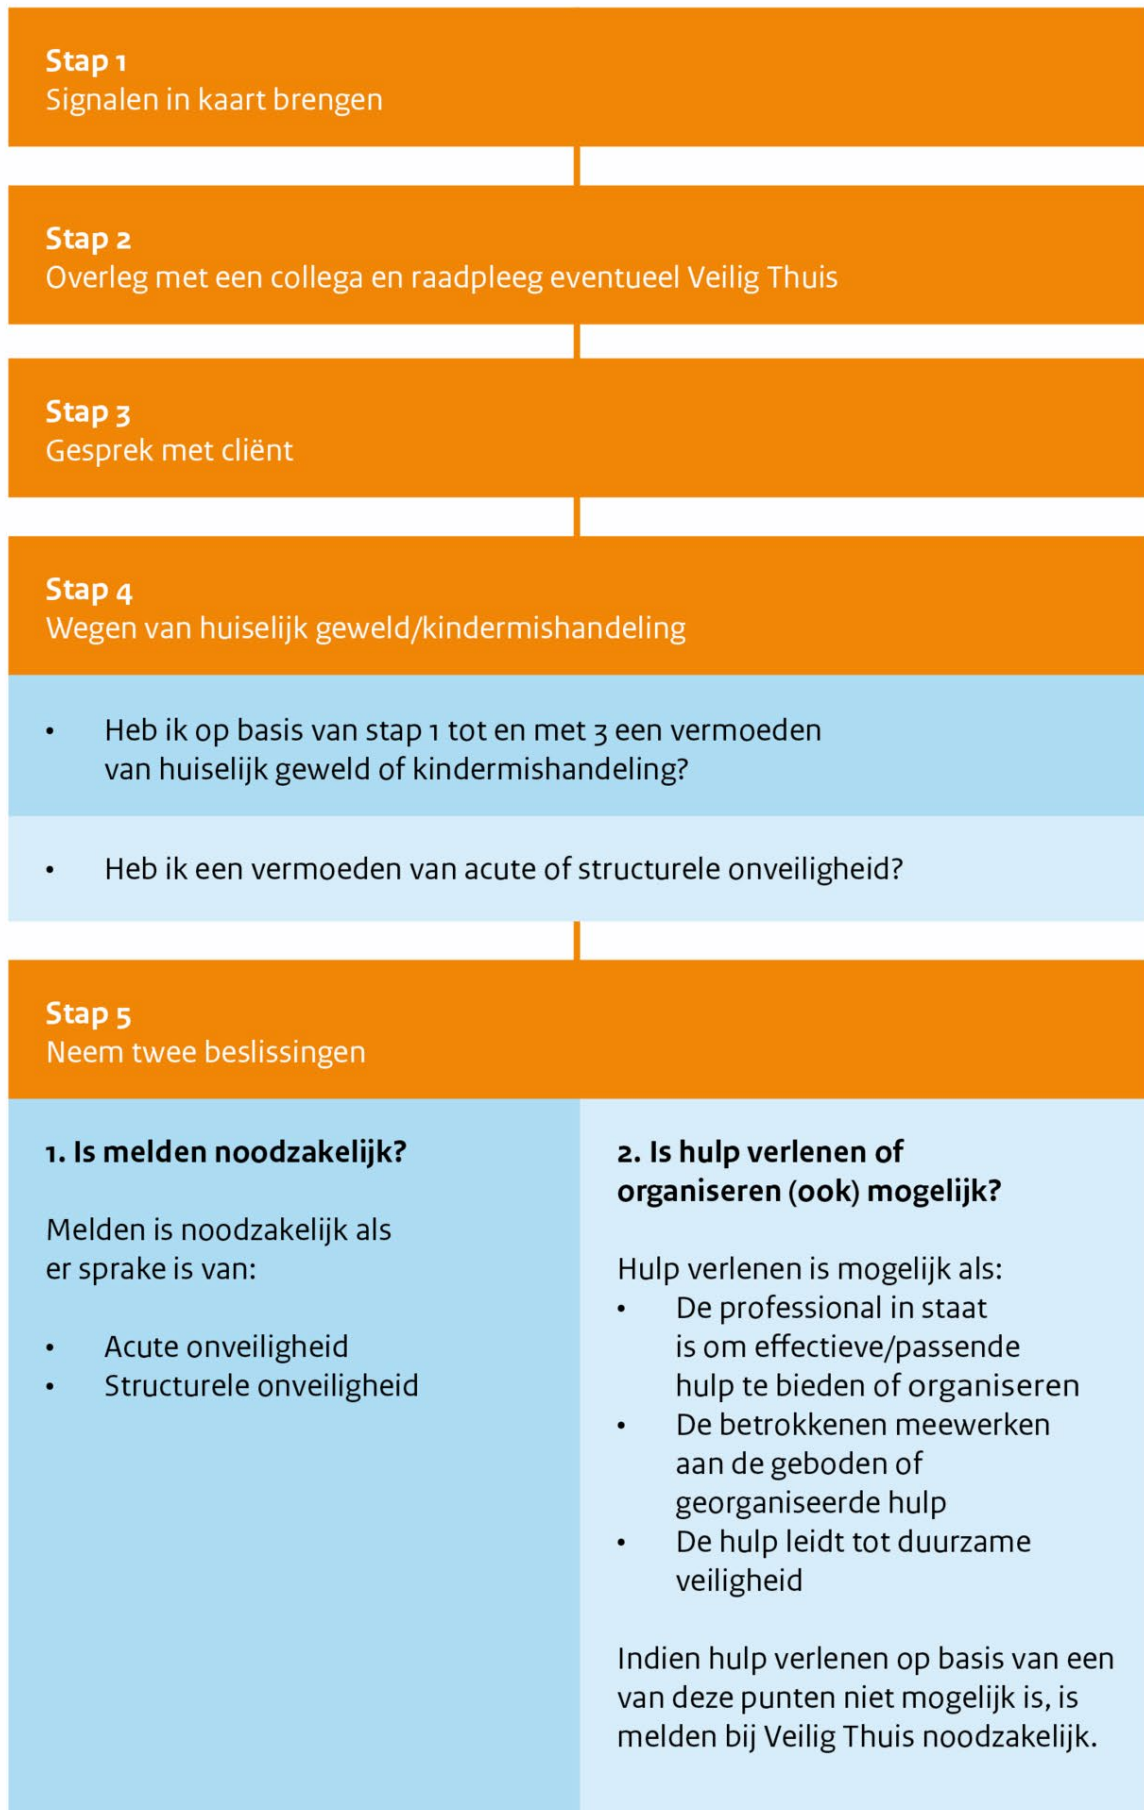 Stap 1
Signalen in kaart brengen
Stap 2
Overleg met een collega en raadpleeg eventueel Veilig Thuis
Stap 3
Gesprek met cliënt
Stap 4
Wegen van huiselijk geweld/kindermishandeling
• Heb ik op basis van stap 1 tot en met 3 een vermoeden
van huiselijk geweld of kindermishandeling?
• Heb ik een vermoeden van acute of structurele onveiligheid?
Stap 5
Neem twee beslissingen
1. Is melden noodzakelijk?
Melden is noodzakelijk als
er sprake is van:
• Acute onveiligheid
• Structurele onveiligheid
2. Is hulp verlenen of
organiseren (ook) mogelijk?
Hulp verlenen is mogelijk als:
• De professional in staat
is om effectieve/passende
hulp te bieden of organiseren
• De betrokkenen meewerken
aan de geboden of
georganiseerde hulp
• De hulp leidt tot duurzame
veiligheid
Indien hulp verlenen op basis van een
van deze punten niet mogelijk is, is
melden bij Veilig Thuis noodzakelijk.